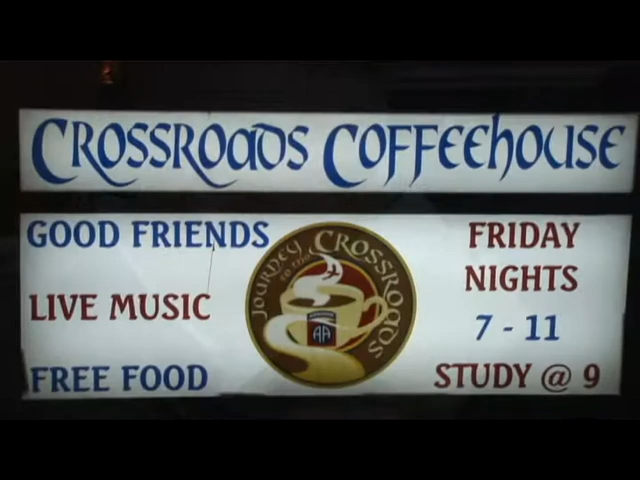 CROSSROADS COFFEEHOUSE
GOOD FRIENDS
LIVE MUSIC
FREE FOOD
JOURNEY to the CROSSROADS
AA
FRIDAY
NIGHTS
7 - 11
STUDY @ 9